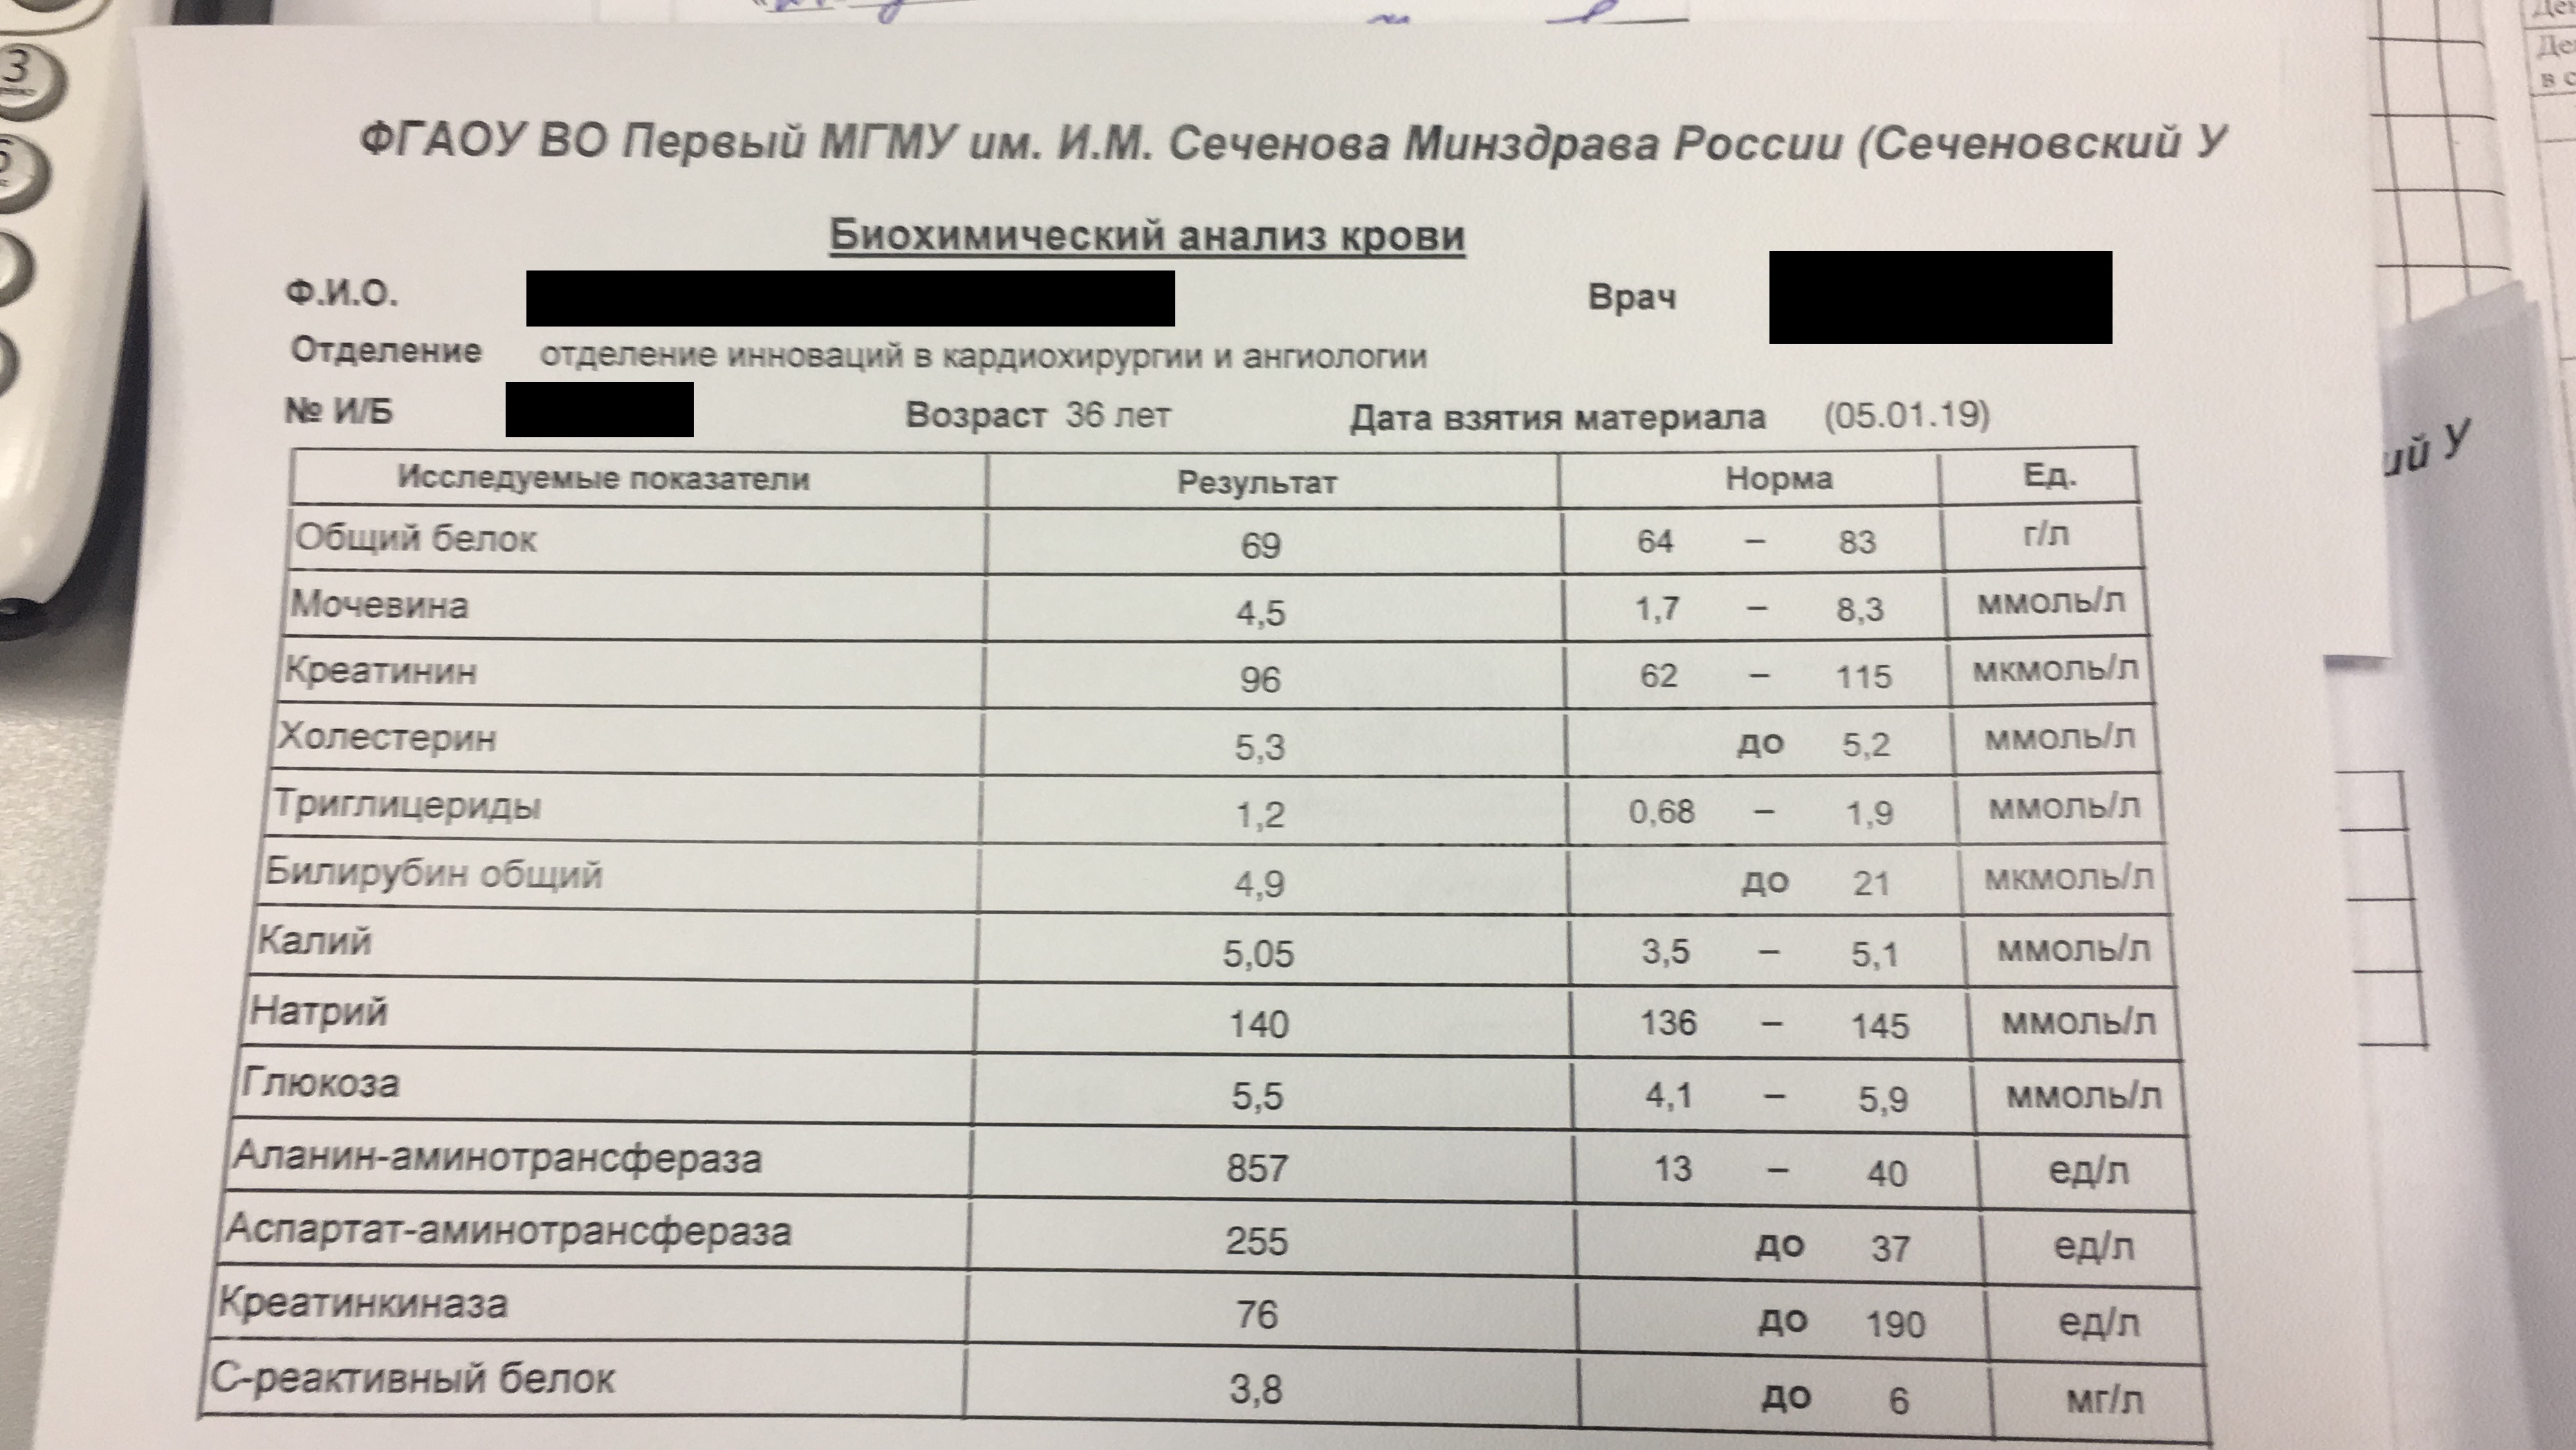 ФГАОУ ВО Первый МГМУ им. И.М. Сеченова Минздрава России (Сеченовский У
Биохимический анализ крови
Ф.И.О. Врач
Отделение отделение инноваций в кардиохирургии и ангиологии
№ И/Б Возраст 36 лет Дата взятия материала (05.01.19)
Исследуемые показатели Результат Норма Ед.
Общий белок 69 64 – 83 г/л
Мочевина 4,5 1,7 – 8,3 ммоль/л
Креатинин 96 62 – 115 мкмоль/л
Холестерин 5,3 до 5,2 ммоль/л
Триглицериды 1,2 0,68 – 1,9 ммоль/л
Билирубин общий 4,9 до 21 мкмоль/л
Калий 5,05 3,5 – 5,1 ммоль/л
Натрий 140 136 – 145 ммоль/л
Глюкоза 5,5 4,1 – 5,9 ммоль/л
Аланин-аминотрансфераза 857 13 – 40 ед/л
Аспартат-аминотрансфераза 255 до 37 ед/л
Креатинкиназа 76 до 190 ед/л
С-реактивный белок 3,8 до 6 мг/л
3
ий У
в с